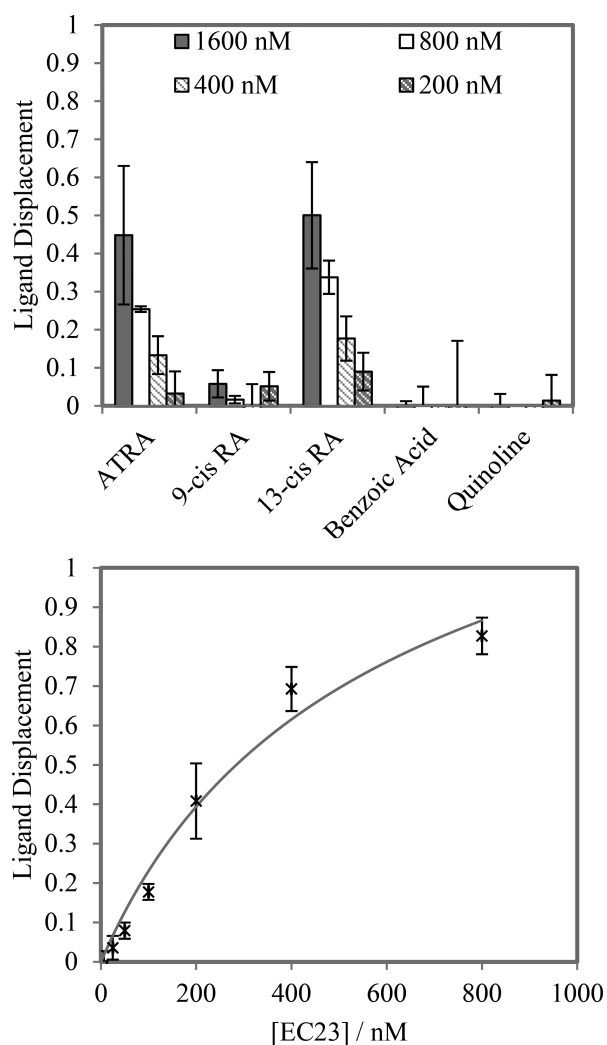 1
0.9
0.8
0.7
0.6
0.5
0.4
0.3
0.2
0.1
0
Ligand Displacement
1600 nM
800 nM
400 nM
200 nM
ATRA
9-cis RA
13-cis RA
Benzoic Acid
Quinoline
1
0.9
0.8
0.7
0.6
0.5
0.4
0.3
0.2
0.1
0
Ligand Displacement
0 200 400 600 800 1000
[EC23] / nM